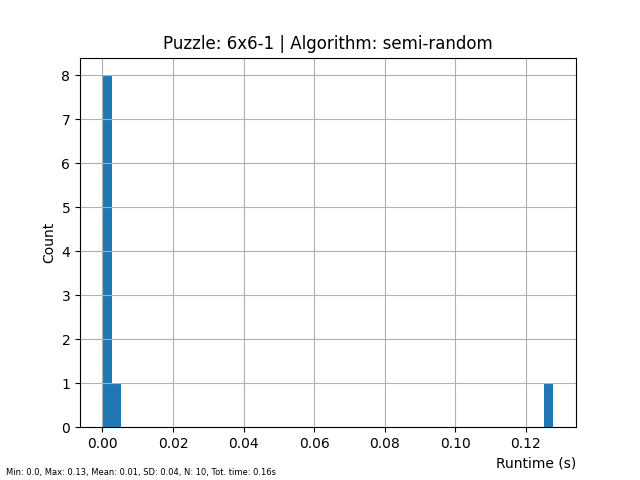 Puzzle: 6x6-1 | Algorithm: semi-random
8
7
6
5
4
3
2
1
0
Count
0.00 0.02 0.04 0.06 0.08 0.10 0.12
Runtime (s)
Min: 0.0, Max: 0.13, Mean: 0.01, SD: 0.04, N: 10, Tot. time: 0.16s